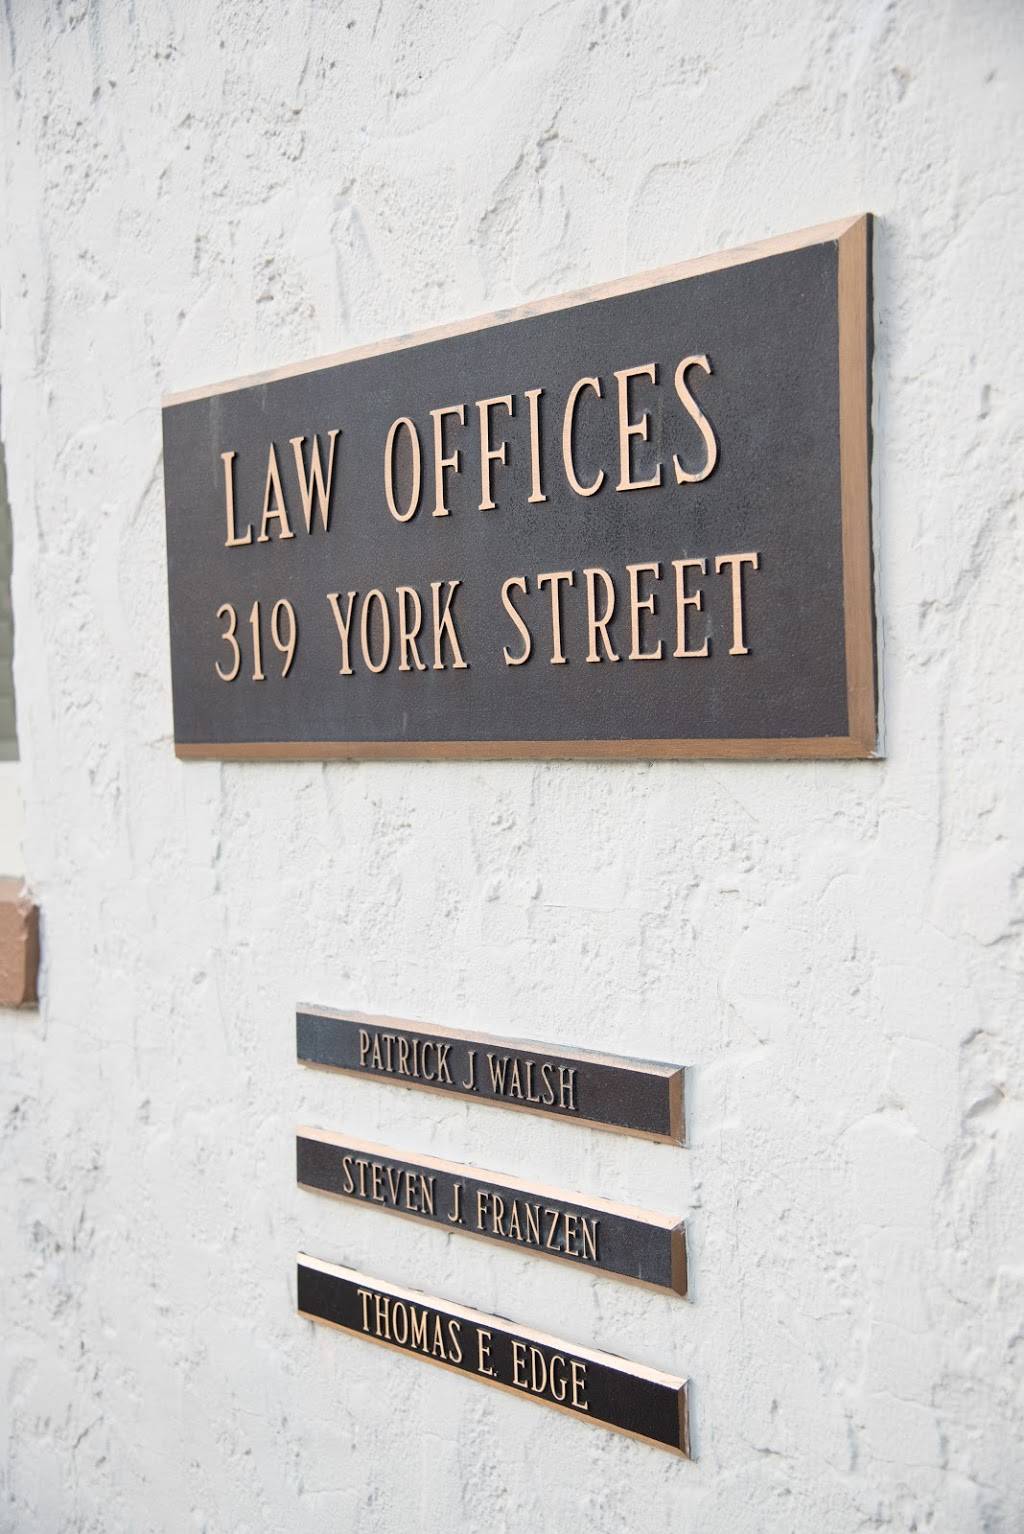 LAW OFFICES
319 YORK STREET
PATRICK J. WALSH
STEVEN J. FRANZEN
THOMAS E. EDGE